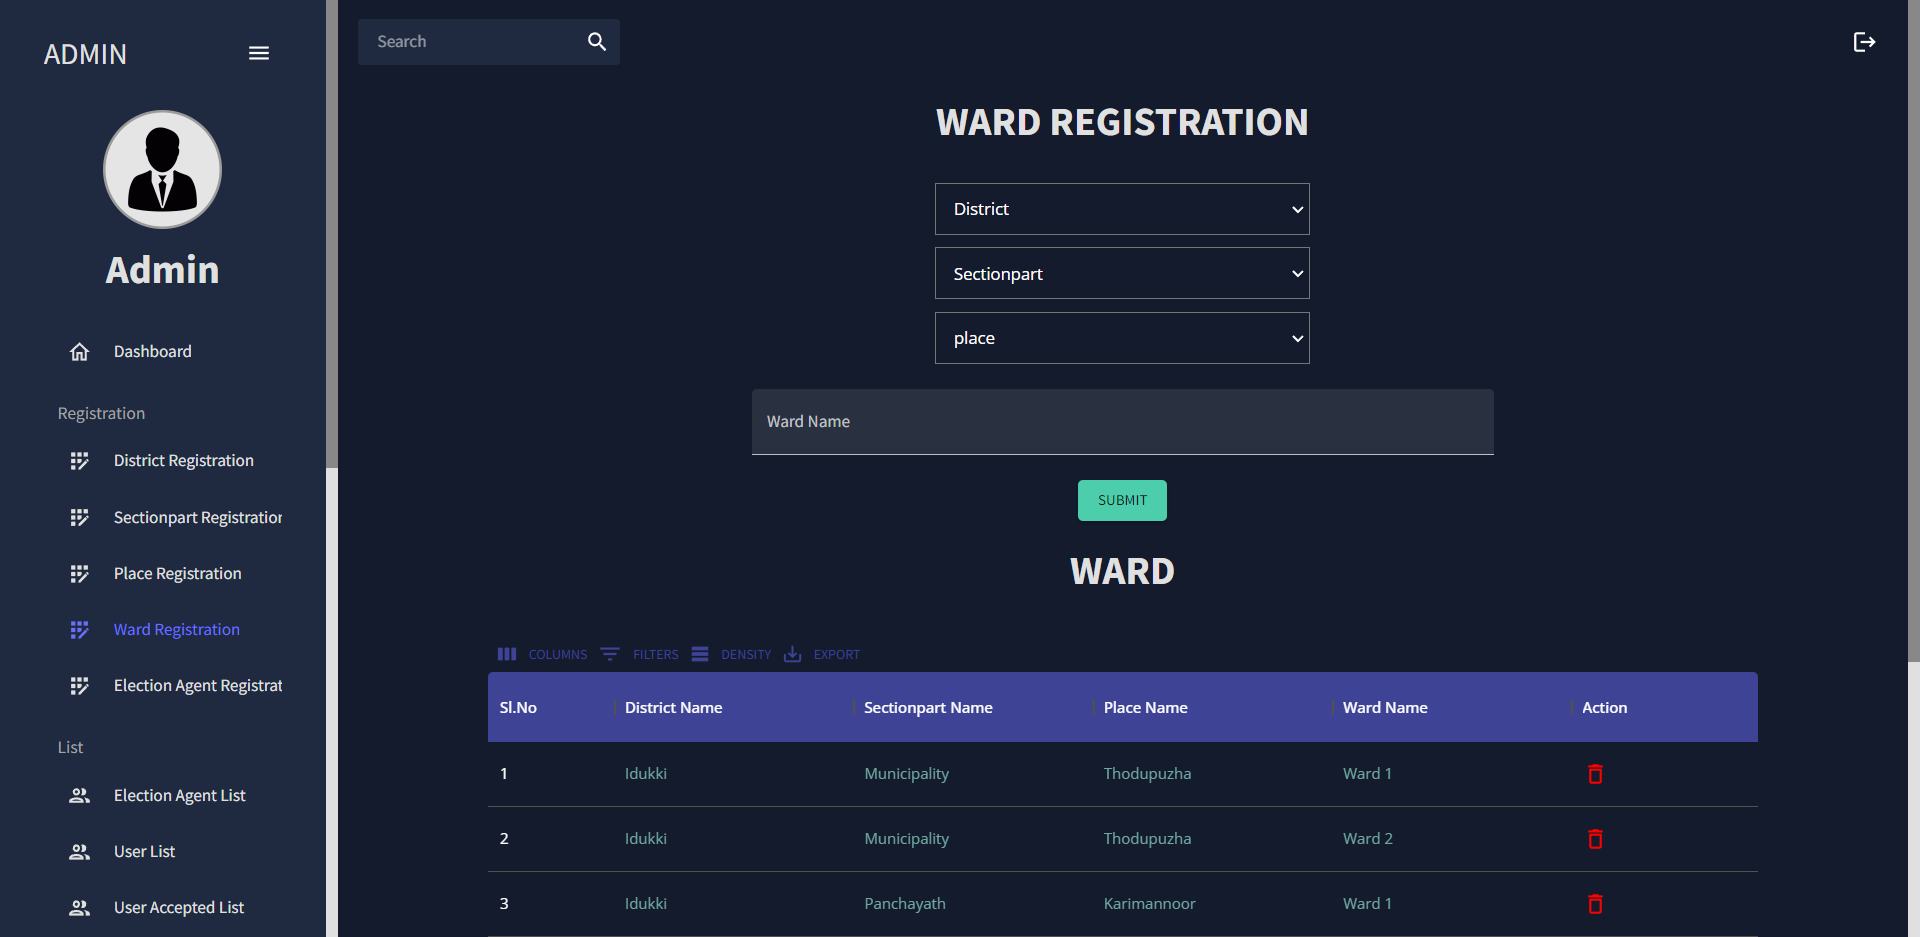 ADMIN
Admin
Dashboard
Registration
District Registration
Sectionpart Registration
Place Registration
Ward Registration
Election Agent Registrat
List
Election Agent List
User List
User Accepted List
Search
WARD REGISTRATION
District
Sectionpart
place
Ward Name
SUBMIT
WARD
COLUMNS FILTERS DENSITY EXPORT
Sl.No District Name Sectionpart Name Place Name Ward Name Action
1 Idukki Municipality Thodupuzha Ward 1
2 Idukki Municipality Thodupuzha Ward 2
3 Idukki Panchayath Karimannoor Ward 1